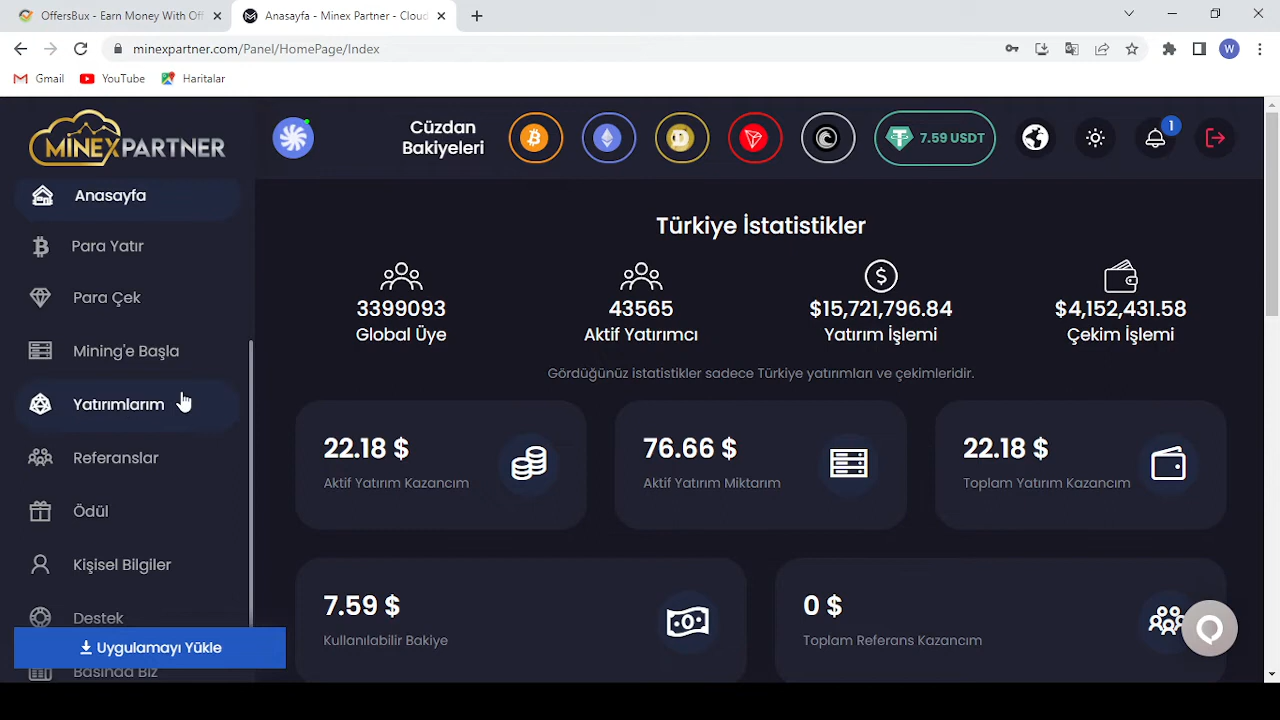 OffersBux - Earn Money With Off
Anasayfa - Minex Partner - Cloud
minexpartner.com/Panel/HomePage/Index
W
Gmail
YouTube
Haritalar
MINEXPARTNER
Cüzdan
Bakiyeleri
7.59 USDT
1
Anasayfa
Para Yatır
Para Çek
Mining'e Başla
Yatırımlarım
Referanslar
Ödül
Kişisel Bilgiler
Destek
Uygulamayı Yükle
Basında Biz
Türkiye İstatistikler
3399093
Global Üye
43565
Aktif Yatırımcı
$15,721,796.84
Yatırım İşlemi
$4,152,431.58
Çekim İşlemi
Gördüğünüz istatistikler sadece Türkiye yatırımları ve çekimleridir.
22.18 $
Aktif Yatırım Kazancım
76.66 $
Aktif Yatırım Miktarım
22.18 $
Toplam Yatırım Kazancım
7.59 $
Kullanılabilir Bakiye
0 $
Toplam Referans Kazancım